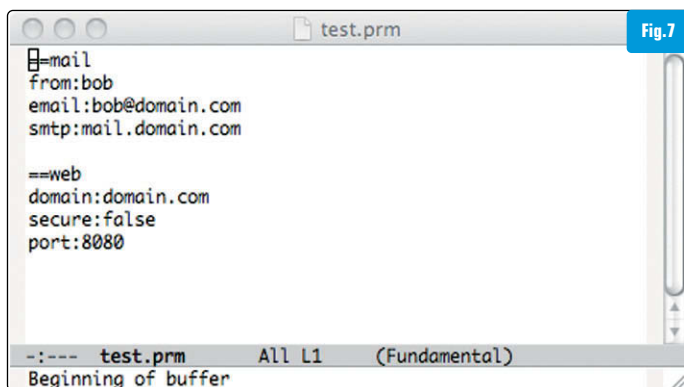 test.prm
Fig.7
==mail
from:bob
email:bob@domain.com
smtp:mail.domain.com
==web
domain:domain.com
secure:false
port:8080
-:--- test.prm All L1 (Fundamental)
Beginning of buffer